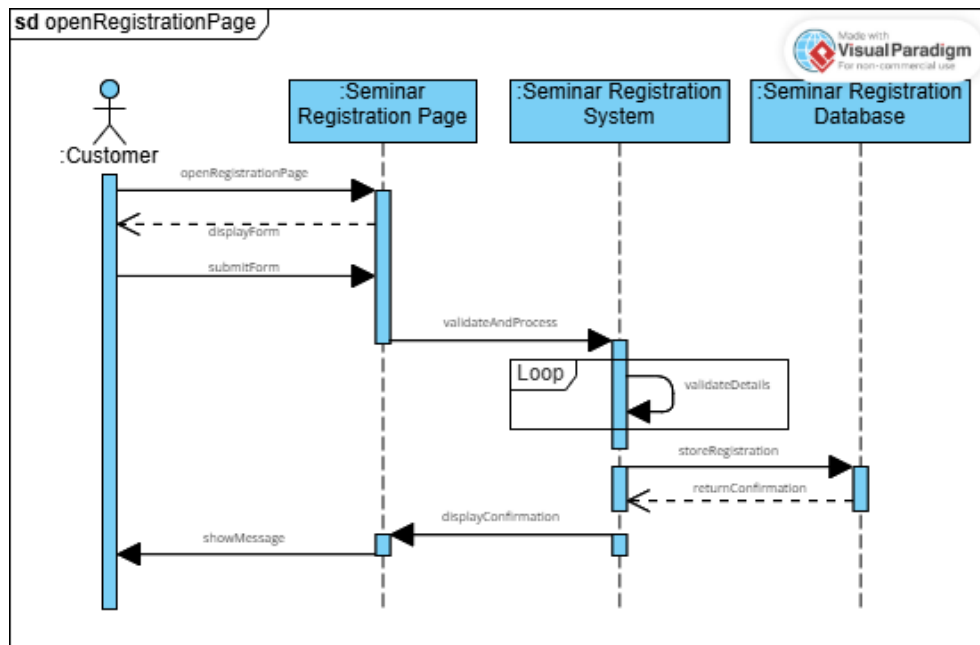 sd openRegistrationPage
Made with
Visual Paradigm
For non-commercial use
:Customer
:Seminar
Registration Page
:Seminar Registration
System
:Seminar Registration
Database
openRegistrationPage
displayForm
submitForm
validateAndProcess
Loop
validateDetails
storeRegistration
returnConfirmation
displayConfirmation
showMessage